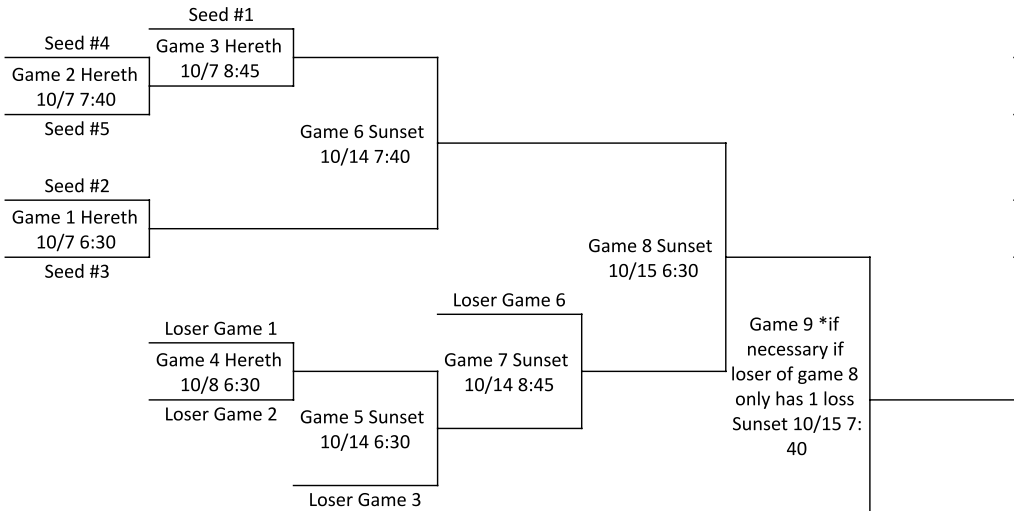 Seed #1
Seed #4
Game 3 Hereth
10/7 8:45
Game 2 Hereth
10/7 7:40
Seed #5
Game 6 Sunset
10/14 7:40
Seed #2
Game 1 Hereth
10/7 6:30
Seed #3
Game 8 Sunset
10/15 6:30
Loser Game 6
Loser Game 1
Game 4 Hereth
10/8 6:30
Loser Game 2
Game 7 Sunset
10/14 8:45
Game 5 Sunset
10/14 6:30
Loser Game 3
Game 9 *if
necessary if
loser of game 8
only has 1 loss
Sunset 10/15 7:
40